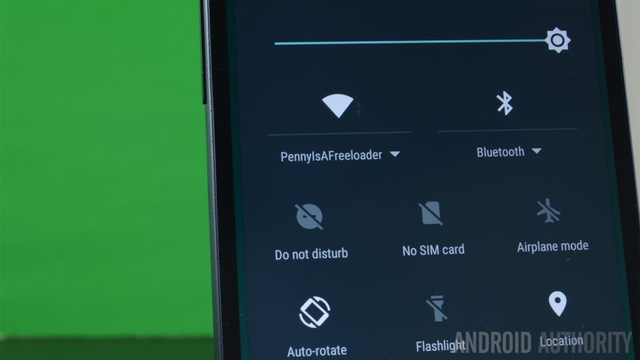 PennyIsAFreeloader
Bluetooth
Do not disturb
No SIM card
Airplane mode
Auto-rotate
Flashlight
Location
ANDROID AUTHORITY